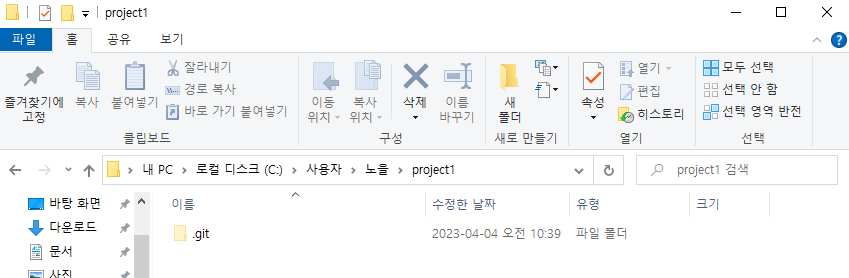 project1
파일 홈 공유 보기
즐겨찾기에 고정
복사
붙여넣기
잘라내기
경로 복사
바로 가기 붙여넣기
클립보드
이동 위치
복사 위치
삭제
이름 바꾸기
구성
새 폴더
새로 만들기
속성
열기
편집
히스토리
열기
모두 선택
선택 안 함
선택 영역 반전
선택
내 PC > 로컬 디스크 (C:) > 사용자 > 노을 > project1
project1 검색
바탕 화면
다운로드
문서
사진
이름 수정한 날짜 유형 크기
.git 2023-04-04 오전 10:39 파일 폴더